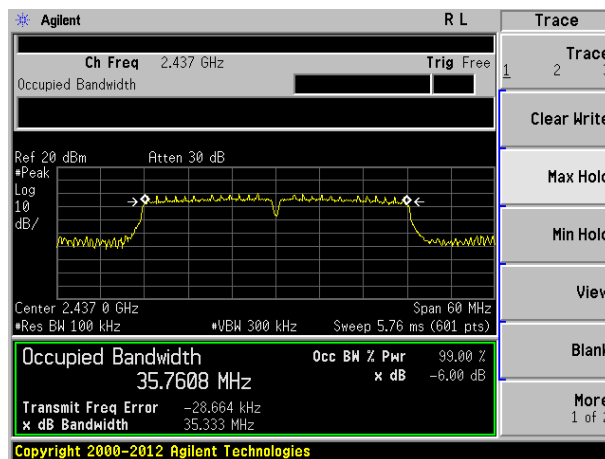 Agilent R L Trace
Ch Freq 2.437 GHz Trig Free
Occupied Bandwidth
Trace
1 2
Clear Write
Max Hold
Min Hold
View
Blank
More
1 of 2
Ref 20 dBm Atten 30 dB
#Peak
Log
10
dB/
Center 2.437 0 GHz Span 60 MHz
#Res BW 100 kHz #VBW 300 kHz Sweep 5.76 ms (601 pts)
Occupied Bandwidth Occ BW % Pwr 99.00 %
35.7608 MHz x dB -6.00 dB
Transmit Freq Error -28.664 kHz
x dB Bandwidth 35.333 MHz
Copyright 2000-2012 Agilent Technologies